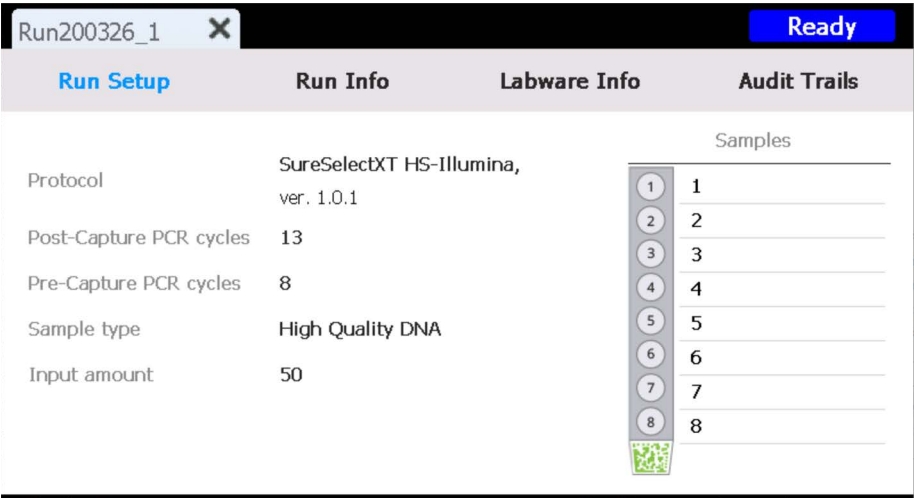 Run200326_1
Ready
Run Setup Run Info Labware Info Audit Trails
Samples
Protocol SureSelectXT HS-Illumina,
ver. 1.0.1
Post-Capture PCR cycles 13
Pre-Capture PCR cycles 8
Sample type High Quality DNA
Input amount 50
1 1
2 2
3 3
4 4
5 5
6 6
7 7
8 8